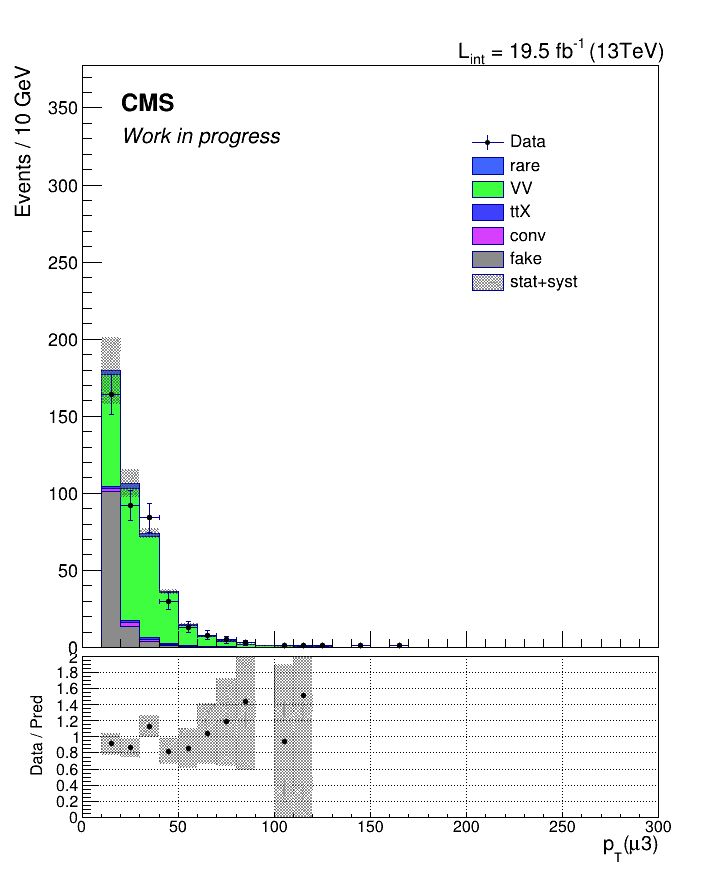 L_int = 19.5 fb^-1 (13TeV)
Events / 10 GeV
CMS
Work in progress
Data
rare
VV
ttX
conv
fake
stat+syst
350
300
250
200
150
100
50
0
Data / Pred
2
1.8
1.6
1.4
1.2
1
0.8
0.6
0.4
0.2
0
0 50 100 150 200 250 300
p_T(μ3)